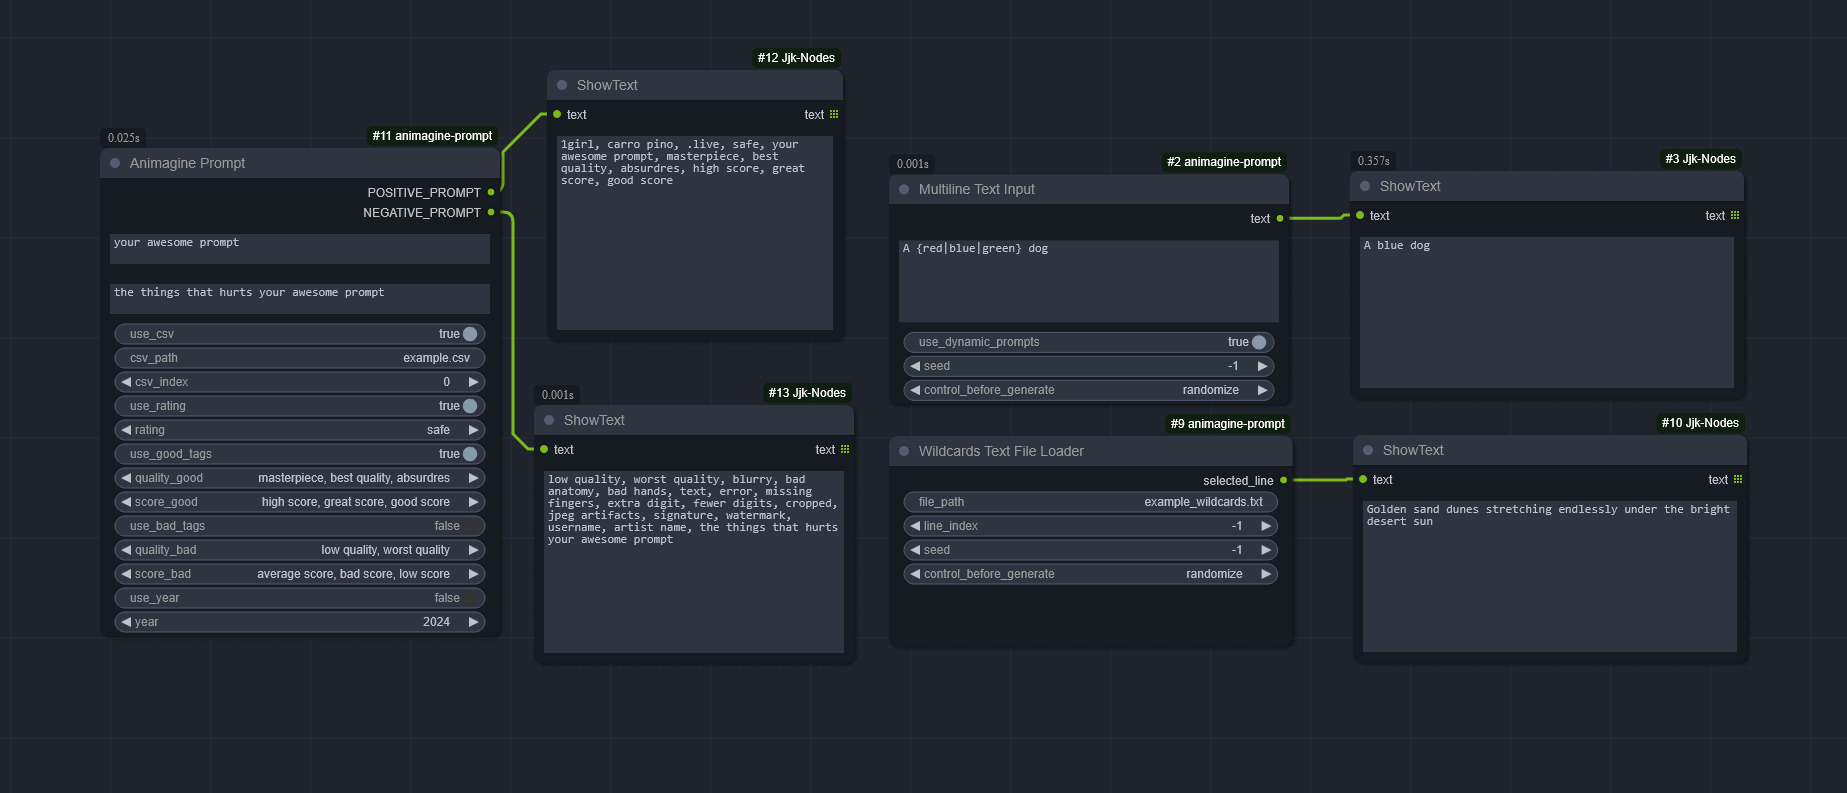 #12 Jjk-Nodes
ShowText
text text
1girl, carro pino, .live, safe, your
awesome prompt, masterpiece, best
quality, absurdres, high score, great
score, good score
0.025s #11 animagine-prompt
Animagine Prompt
POSITIVE_PROMPT
NEGATIVE_PROMPT
your awesome prompt
the things that hurts your awesome prompt
use_csv true
csv_path example.csv
csv_index 0
use_rating true
rating safe
use_good_tags true
quality_good masterpiece, best quality, absurdres
score_good high score, great score, good score
use_bad_tags false
quality_bad low quality, worst quality
score_bad average score, bad score, low score
use_year false
year 2024
0.001s #13 Jjk-Nodes
ShowText
text text
low quality, worst quality, blurry, bad
anatomy, bad hands, text, error, missing
fingers, extra digit, fewer digits, cropped,
jpeg artifacts, signature, watermark,
username, artist name, the things that hurts
your awesome prompt
0.001s #2 animagine-prompt
Multiline Text Input
text
A {red|blue|green} dog
use_dynamic_prompts true
seed -1
control_before_generate randomize
0.357s #3 Jjk-Nodes
ShowText
text text
A blue dog
#9 animagine-prompt
Wildcards Text File Loader
selected_line
file_path example_wildcards.txt
line_index -1
seed -1
control_before_generate randomize
#10 Jjk-Nodes
ShowText
text text
Golden sand dunes stretching endlessly under the bright
desert sun